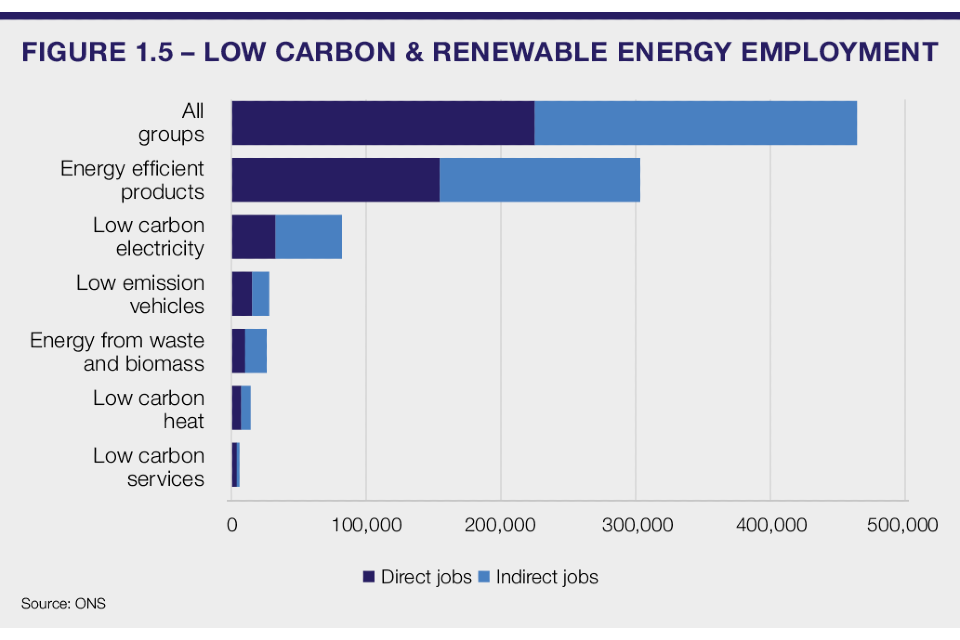 FIGURE 1.5 – LOW CARBON & RENEWABLE ENERGY EMPLOYMENT
All
groups
Energy efficient
products
Low carbon
electricity
Low emission
vehicles
Energy from waste
and biomass
Low carbon
heat
Low carbon
services
0 100,000 200,000 300,000 400,000 500,000
Direct jobs Indirect jobs
Source: ONS